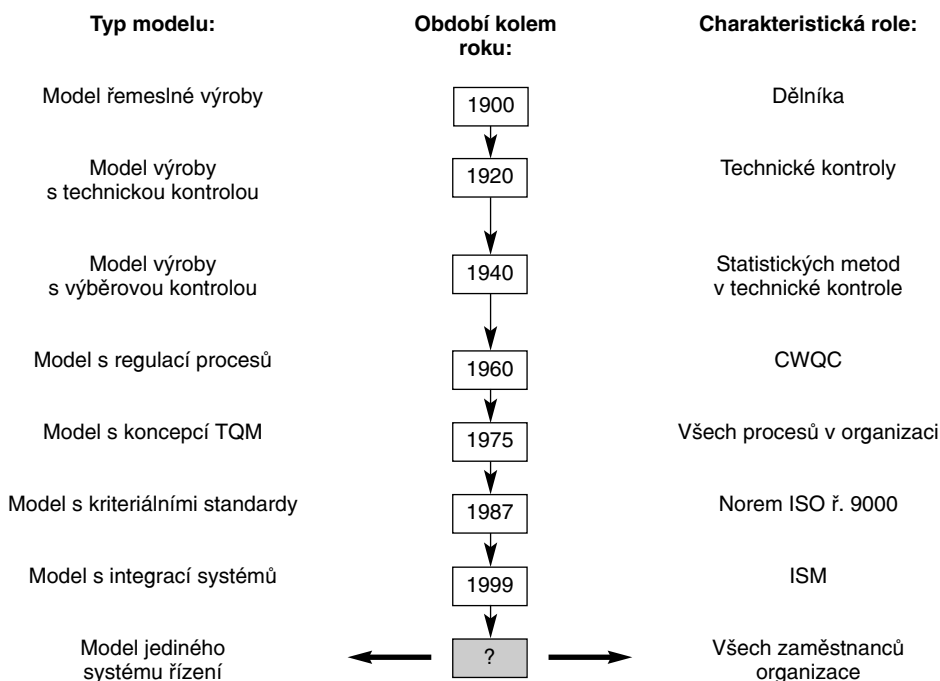 Typ modelu:
Období kolem
roku:
Charakteristická role:
Model řemeslné výroby
1900
Dělníka
Model výroby
s technickou kontrolou
1920
Technické kontroly
Model výroby
s výběrovou kontrolou
1940
Statistických metod
v technické kontrole
Model s regulací procesů
1960
CWQC
Model s koncepcí TQM
1975
Všech procesů v organizaci
Model s kriteriálními standardy
1987
Norem ISO ř. 9000
Model s integrací systémů
1999
ISM
Model jediného
systému řízení
?
Všech zaměstnanců
organizace